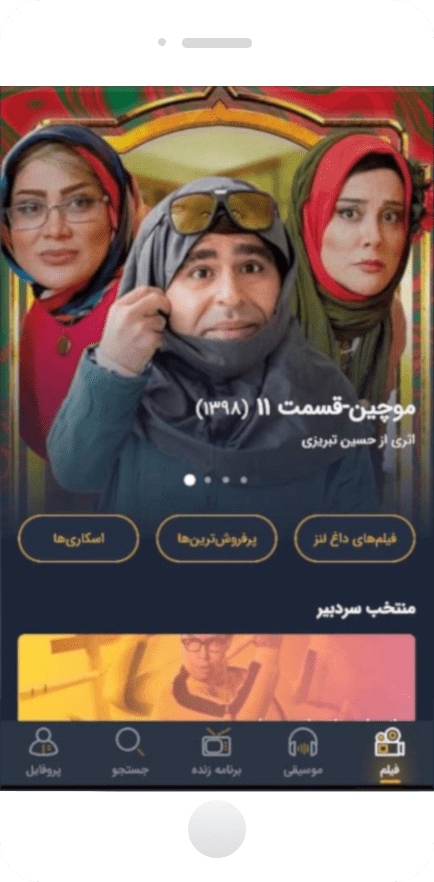 موچین-قسمت ۱۱ (۱۳۹۸)
اثری از حسین تبریزی
فیلم‌های داغ لنز
پرفروش‌ترین‌ها
اسکاری‌ها
منتخب سردبیر
فیلم
موسیقی
برنامه زنده
جستجو
پروفایل